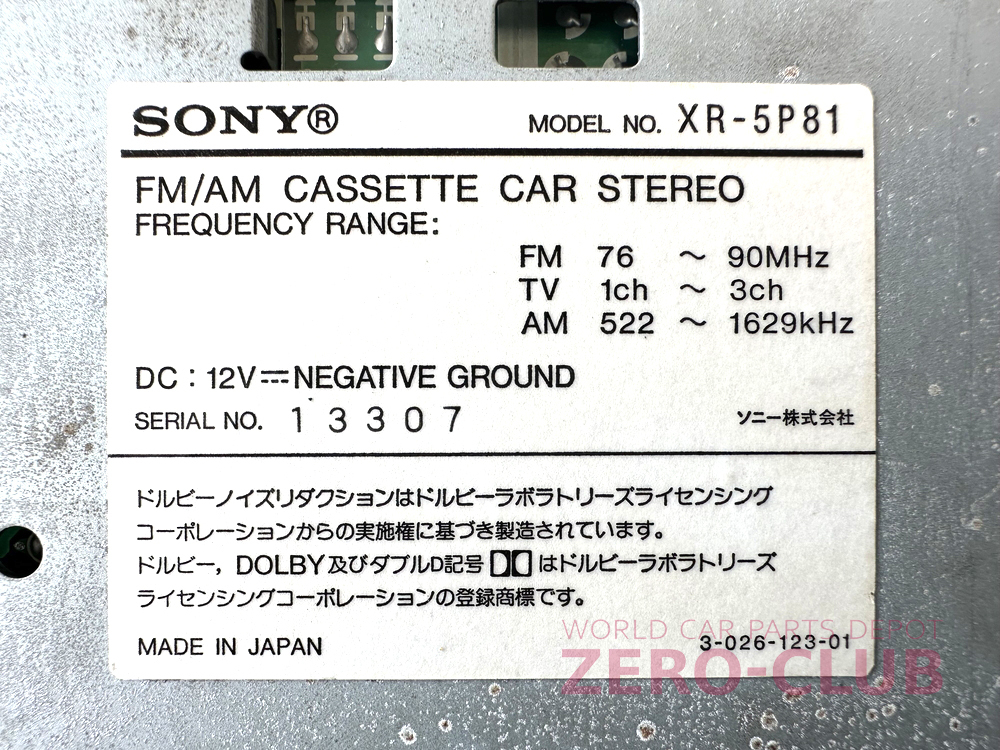 SONY®
MODEL NO. XR-5P81
FM/AM CASSETTE CAR STEREO
FREQUENCY RANGE:
FM 76 ～ 90MHz
TV 1ch ～ 3ch
AM 522 ～ 1629kHz
DC : 12V⎓NEGATIVE GROUND
SERIAL NO. 13307
ソニー株式会社
ドルビーノイズリダクションはドルビーラボラトリーズライセンシング
コーポレーションからの実施権に基づき製造されています。
ドルビー, DOLBY及びダブルD記号 はドルビーラボラトリーズ
ライセンシングコーポレーションの登録商標です。
MADE IN JAPAN
3-026-123-01
WORLD CAR PARTS DEPOT
ZERO-CLUB